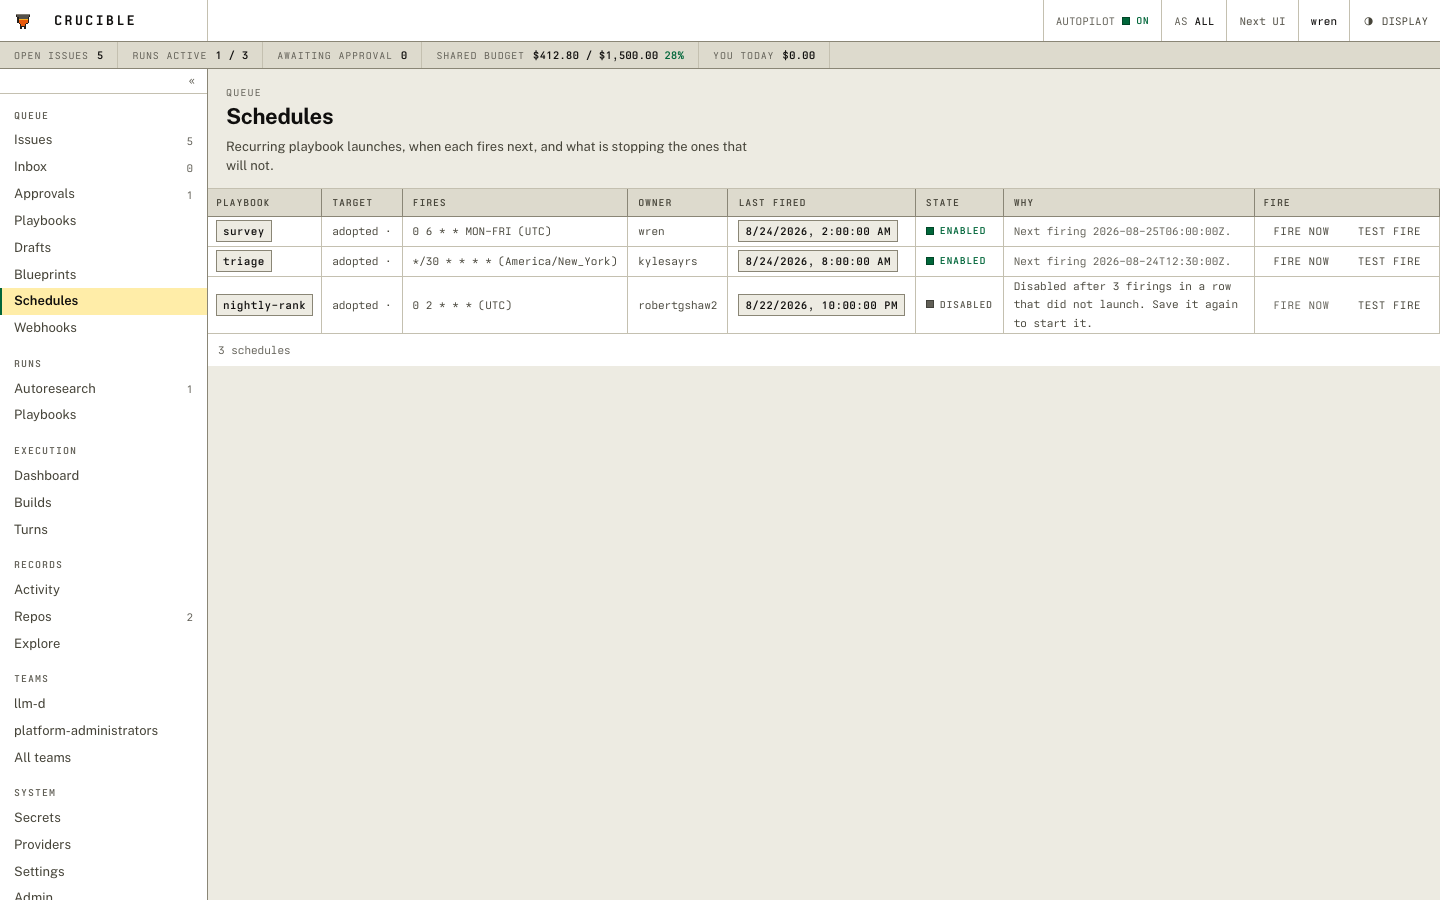 CRUCIBLE
AUTOPILOT ON
AS ALL
Next UI
wren
DISPLAY
OPEN ISSUES 5
RUNS ACTIVE 1 / 3
AWAITING APPROVAL 0
SHARED BUDGET $412.80 / $1,500.00 28%
YOU TODAY $0.00
«
QUEUE
Issues 5
Inbox 0
Approvals 1
Playbooks
Drafts
Blueprints
Schedules
Webhooks
RUNS
Autoresearch 1
Playbooks
EXECUTION
Dashboard
Builds
Turns
RECORDS
Activity
Repos 2
Explore
TEAMS
llm-d
platform-administrators
All teams
SYSTEM
Secrets
Providers
Settings
Admin
QUEUE
Schedules
Recurring playbook launches, when each fires next, and what is stopping the ones that
will not.
PLAYBOOK TARGET FIRES OWNER LAST FIRED STATE WHY FIRE
survey adopted · 0 6 * * MON-FRI (UTC) wren 8/24/2026, 2:00:00 AM ENABLED Next firing 2026-08-25T06:00:00Z. FIRE NOW TEST FIRE
triage adopted · */30 * * * * (America/New_York) kylesayrs 8/24/2026, 8:00:00 AM ENABLED Next firing 2026-08-24T12:30:00Z. FIRE NOW TEST FIRE
nightly-rank adopted · 0 2 * * * (UTC) robertgshaw2 8/22/2026, 10:00:00 PM DISABLED Disabled after 3 firings in a row
that did not launch. Save it again
to start it.
FIRE NOW TEST FIRE
3 schedules